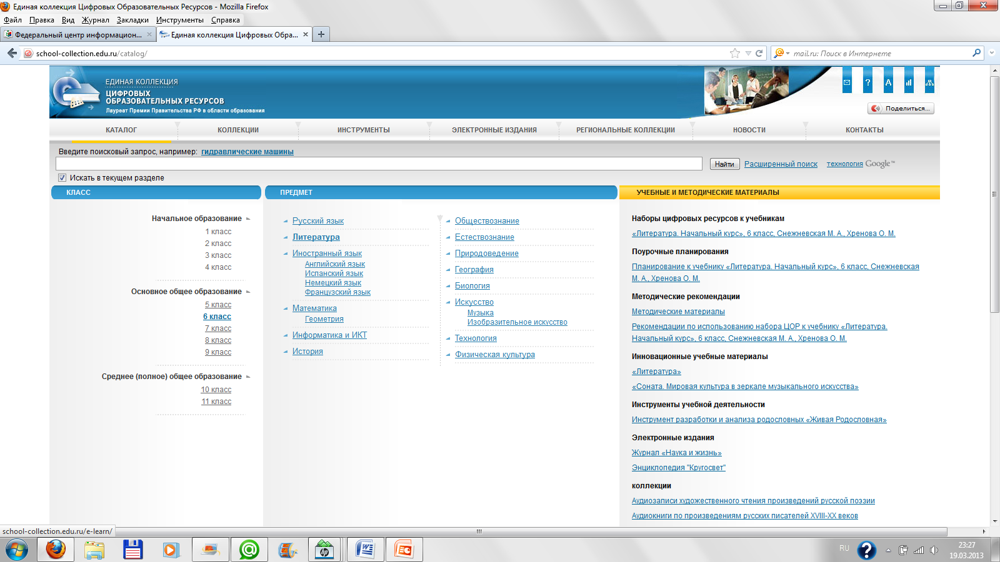 Единая коллекция Цифровых Образовательных Ресурсов - Mozilla Firefox
Файл Правка Вид Журнал Закладки Инструменты Справка
Федеральный центр информацион... Единая коллекция Цифровых Обра...
school-collection.edu.ru/catalog/ mail.ru: Поиск в Интернете
ЕДИНАЯ КОЛЛЕКЦИЯ
ЦИФРОВЫХ
ОБРАЗОВАТЕЛЬНЫХ РЕСУРСОВ
Лауреат Премии Правительства РФ в области образования
Поделиться...
КАТАЛОГ КОЛЛЕКЦИИ ИНСТРУМЕНТЫ ЭЛЕКТРОННЫЕ ИЗДАНИЯ РЕГИОНАЛЬНЫЕ КОЛЛЕКЦИИ НОВОСТИ КОНТАКТЫ
Введите поисковый запрос, например: гидравлические машины
Найти Расширенный поиск технология Google™
Искать в текущем разделе
КЛАСС
Начальное образование
1 класс
2 класс
3 класс
4 класс
Основное общее образование
5 класс
6 класс
7 класс
8 класс
9 класс
Среднее (полное) общее образование
10 класс
11 класс
ПРЕДМЕТ
Русский язык
Литература
Иностранный язык
Английский язык
Испанский язык
Немецкий язык
Французский язык
Математика
Геометрия
Информатика и ИКТ
История
Обществознание
Естествознание
Природоведение
География
Биология
Искусство
Музыка
Изобразительное искусство
Технология
Физическая культура
УЧЕБНЫЕ И МЕТОДИЧЕСКИЕ МАТЕРИАЛЫ
Наборы цифровых ресурсов к учебникам
«Литература. Начальный курс», 6 класс, Снежневская М. А., Хренова О. М.
Поурочные планирования
Планирование к учебнику «Литература. Начальный курс», 6 класс, Снежневская
М. А., Хренова О. М.
Методические рекомендации
Методические материалы
Рекомендации по использованию набора ЦОР к учебнику «Литература.
Начальный курс», 6 класс, Снежневская М. А., Хренова О. М.
Инновационные учебные материалы
«Литература»
«Соната. Мировая культура в зеркале музыкального искусства»
Инструменты учебной деятельности
Инструмент разработки и анализа родословных «Живая Родословная»
Электронные издания
Журнал «Наука и жизнь»
Энциклопедия "Кругосвет"
коллекции
Аудиозаписи художественного чтения произведений русской поэзии
Аудиокниги по произведениям русских писателей XVIII-XX веков
school-collection.edu.ru/e-learn/
RU
23:27
19.03.2013